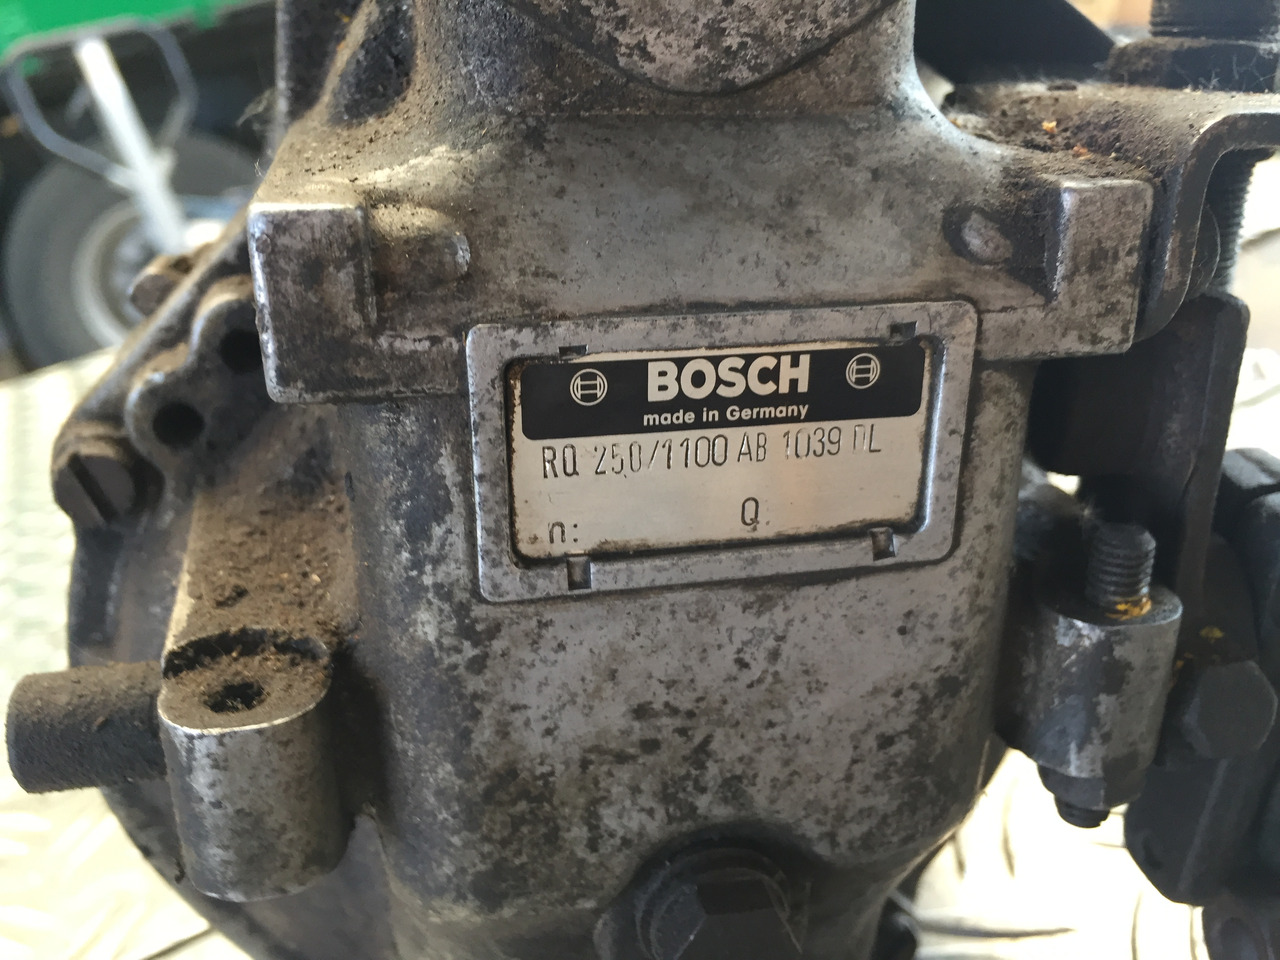 BOSCH
made in Germany
RQ 250/1100 AB 1039 DL
n: Q